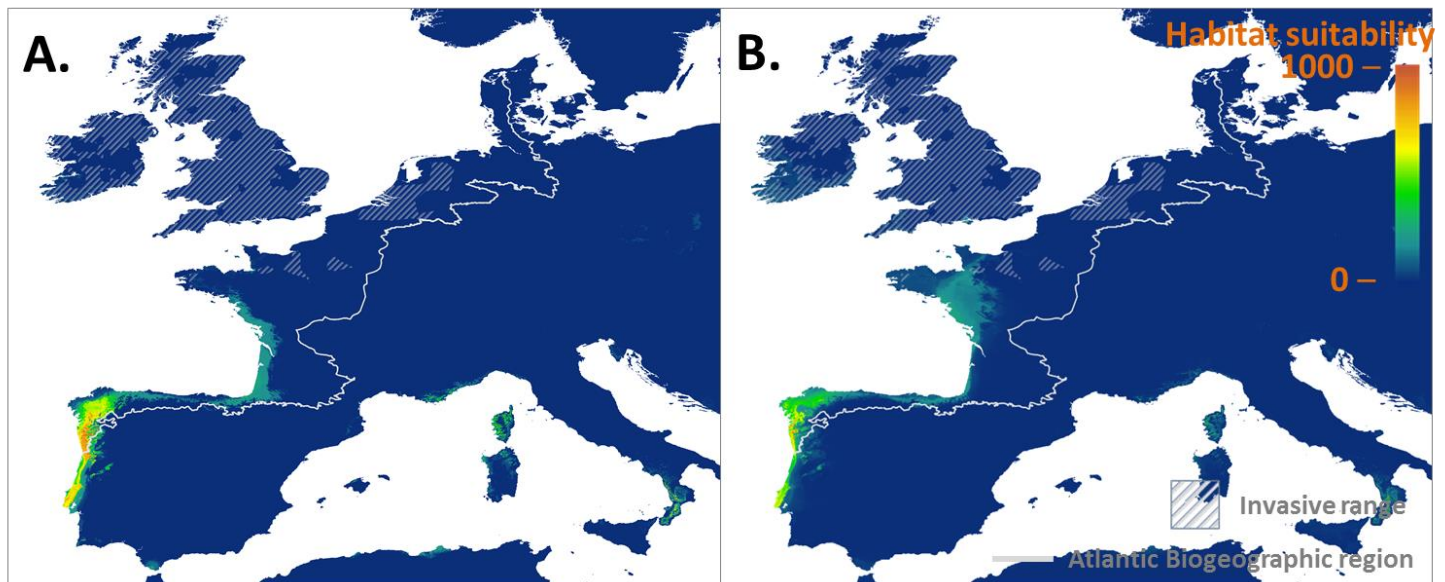 A.
B.
Habitat suitability
1000 –
0 –
Invasive range
Atlantic Biogeographic region